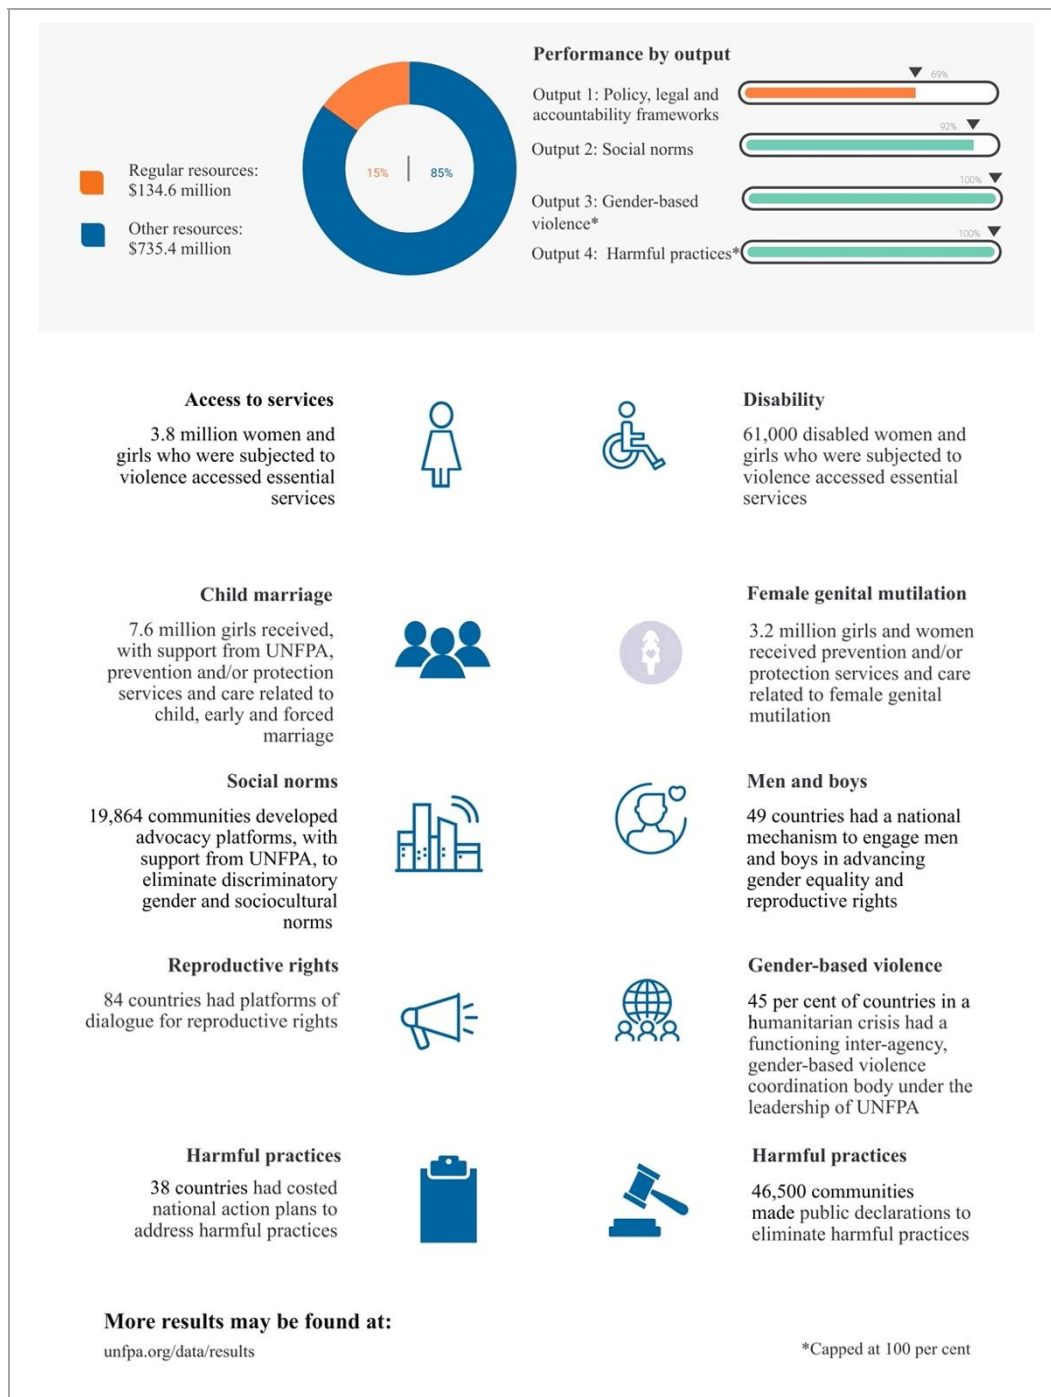 Performance by output
Regular resources:
$134.6 million
Other resources:
$735.4 million
15%
85%
Output 1: Policy, legal and
accountability frameworks
69%
Output 2: Social norms
92%
Output 3: Gender-based
violence*
100%
Output 4: Harmful practices*
100%
Access to services
3.8 million women and
girls who were subjected to
violence accessed essential
services
Disability
61,000 disabled women and
girls who were subjected to
violence accessed essential
services
Child marriage
7.6 million girls received,
with support from UNFPA,
prevention and/or protection
services and care related to
child, early and forced
marriage
Female genital mutilation
3.2 million girls and women
received prevention and/or
protection services and care
related to female genital
mutilation
Social norms
19,864 communities developed
advocacy platforms, with
support from UNFPA, to
eliminate discriminatory
gender and sociocultural
norms
Men and boys
49 countries had a national
mechanism to engage men
and boys in advancing
gender equality and
reproductive rights
Reproductive rights
84 countries had platforms of
dialogue for reproductive rights
Gender-based violence
45 per cent of countries in a
humanitarian crisis had a
functioning inter-agency,
gender-based violence
coordination body under the
leadership of UNFPA
Harmful practices
38 countries had costed
national action plans to
address harmful practices
Harmful practices
46,500 communities
made public declarations to
eliminate harmful practices
More results may be found at:
unfpa.org/data/results
*Capped at 100 per cent